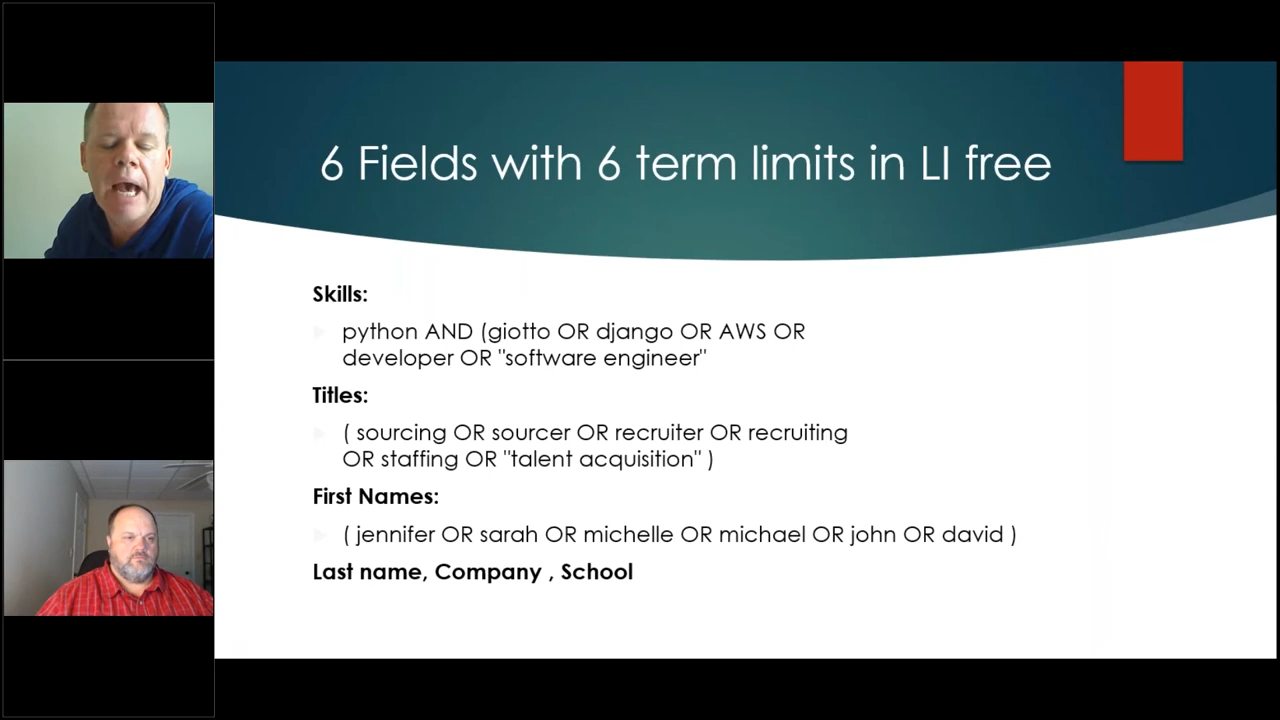 6 Fields with 6 term limits in LI free
Skills:
python AND (giotto OR django OR AWS OR
developer OR "software engineer"
Titles:
( sourcing OR sourcer OR recruiter OR recruiting
OR staffing OR "talent acquisition" )
First Names:
( jennifer OR sarah OR michelle OR michael OR john OR david )
Last name, Company , School